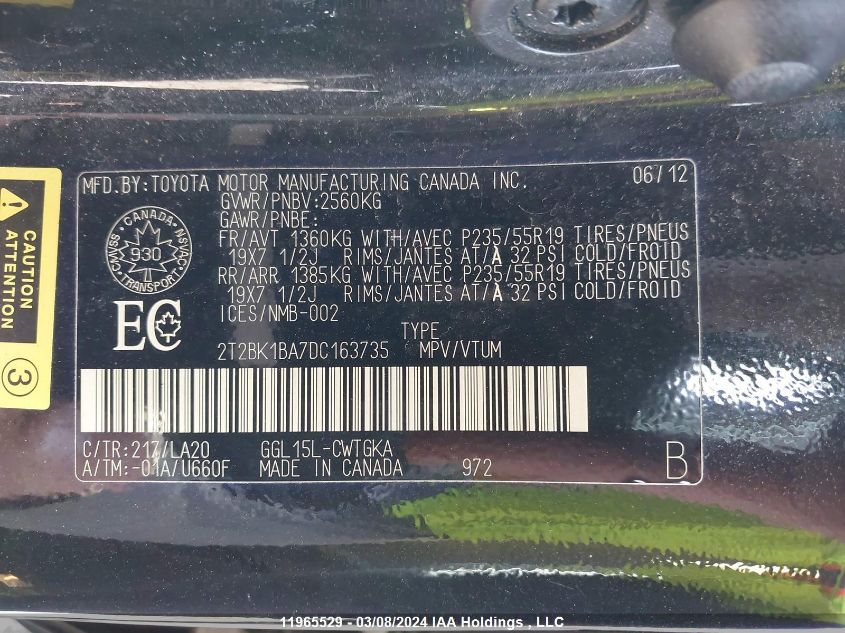 MFD.BY:TOYOTA MOTOR MANUFACTURING CANADA INC. 06/12
GVWR/PNBV:2560KG
GAWR/PNBE:
FR/AVT 1360KG WITH/AVEC P235/55R19 TIRES/PNEUS
19X7 1/2J RIMS/JANTES AT/À 32 PSI COLD/FROID
RR/ARR 1385KG WITH/AVEC P235/55R19 TIRES/PNEUS
19X7 1/2J RIMS/JANTES AT/À 32 PSI COLD/FROID
ICES/NMB-002
TYPE
2T2BK1BA7DC163735 MPV/VTUM
CANADA
CMVSS 930 NSVAC
TRANSPORT
EC
C/TR:217/LA20 GGL15L-CWTGKA
A/TM:-01A/U660F MADE IN CANADA 972 B
CAUTION
ATTENTION
3
11965529 - 03/08/2024 IAA Holdings , LLC